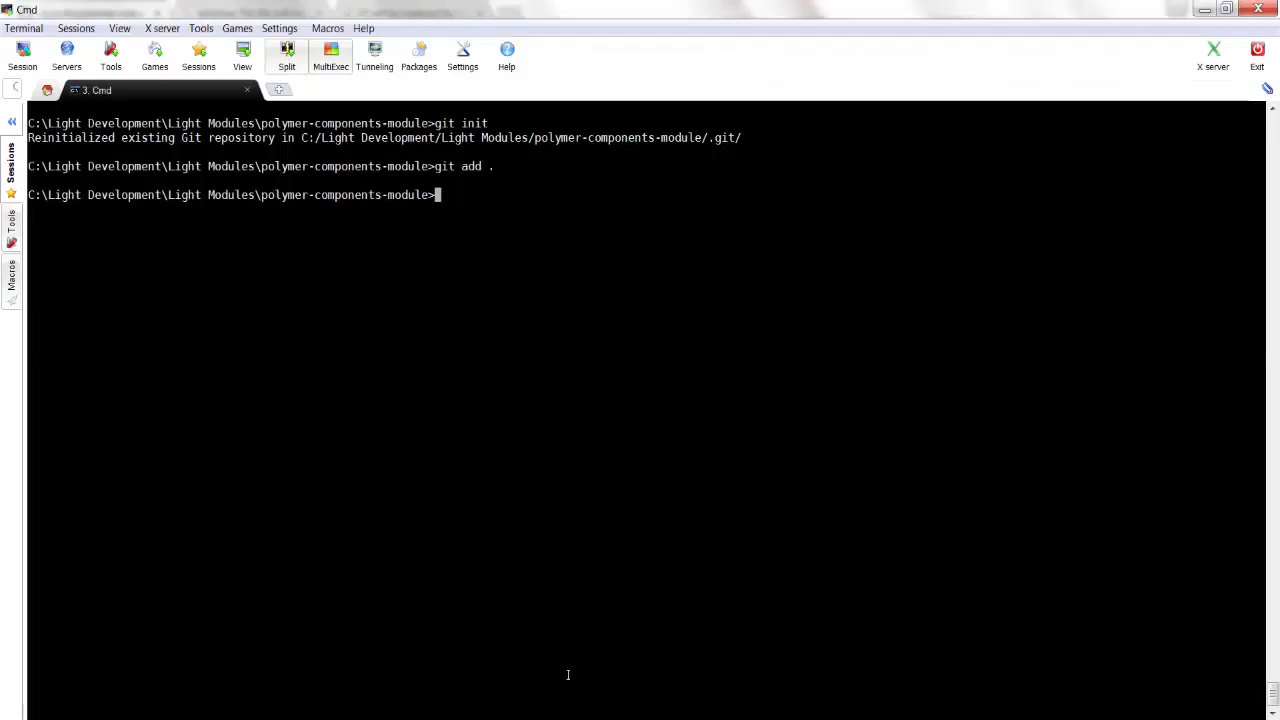 Cmd
Terminal Sessions View X server Tools Games Settings Macros Help
Session Servers Tools Games Sessions View Split MultiExec Tunneling Packages Settings Help X server Exit
3. Cmd
C:\Light Development\Light Modules\polymer-components-module>git init
Reinitialized existing Git repository in C:/Light Development/Light Modules/polymer-components-module/.git/
C:\Light Development\Light Modules\polymer-components-module>git add .
C:\Light Development\Light Modules\polymer-components-module>
Sessions
Tools
Macros